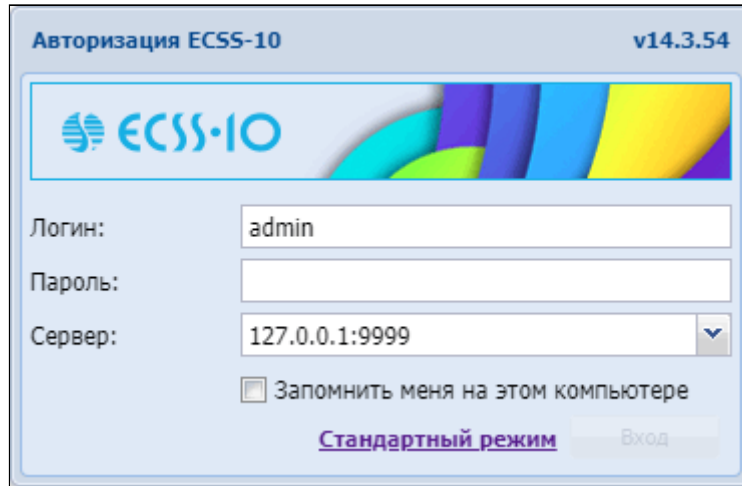 Авторизация ECSS-10 v14.3.54
ECSS·10
Логин: admin
Пароль:
Сервер: 127.0.0.1:9999
Запомнить меня на этом компьютере
Стандартный режим Вход